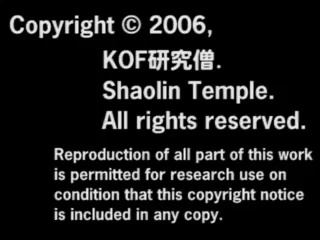 Copyright © 2006,
KOF研究僧.
Shaolin Temple.
All rights reserved.
Reproduction of all part of this work
is permitted for research use on
condition that this copyright notice
is included in any copy.